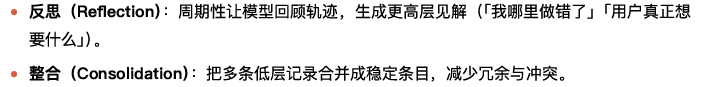 • 反思（Reflection）：周期性让模型回顾轨迹，生成更高层见解（「我哪里做错了」「用户真正想
要什么」）。
• 整合（Consolidation）：把多条低层记录合并成稳定条目，减少冗余与冲突。